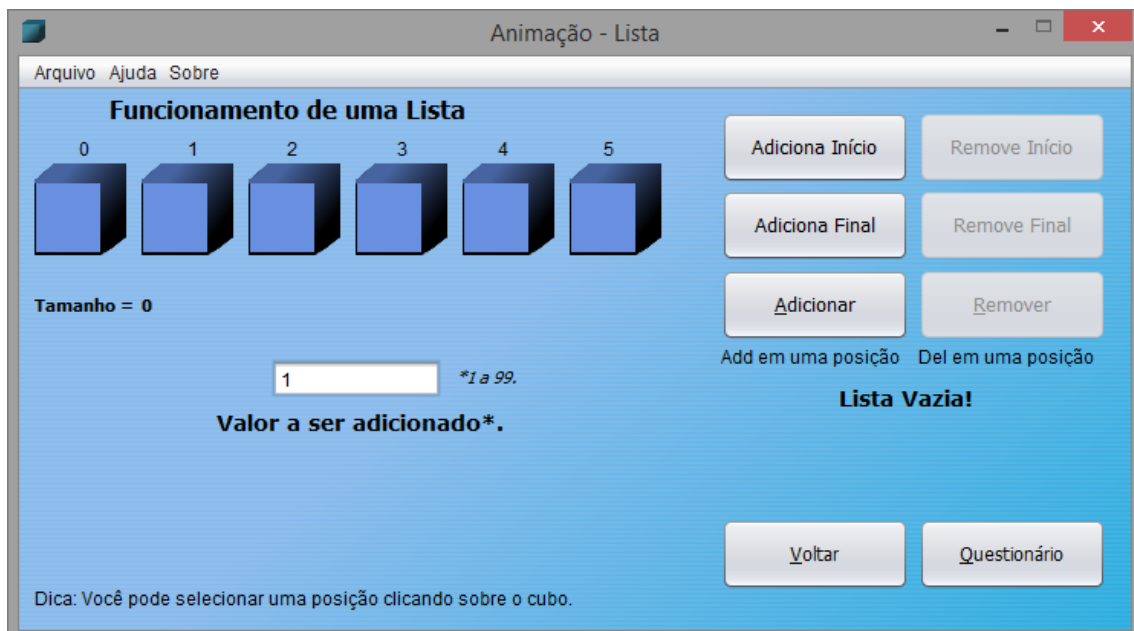 Animação - Lista
Arquivo Ajuda Sobre
Funcionamento de uma Lista
0 1 2 3 4 5
Tamanho = 0
1 *1 a 99.
Valor a ser adicionado*.
Dica: Você pode selecionar uma posição clicando sobre o cubo.
Adiciona Início Remove Início
Adiciona Final Remove Final
Adicionar Remover
Add em uma posição Del em uma posição
Lista Vazia!
Voltar Questionário